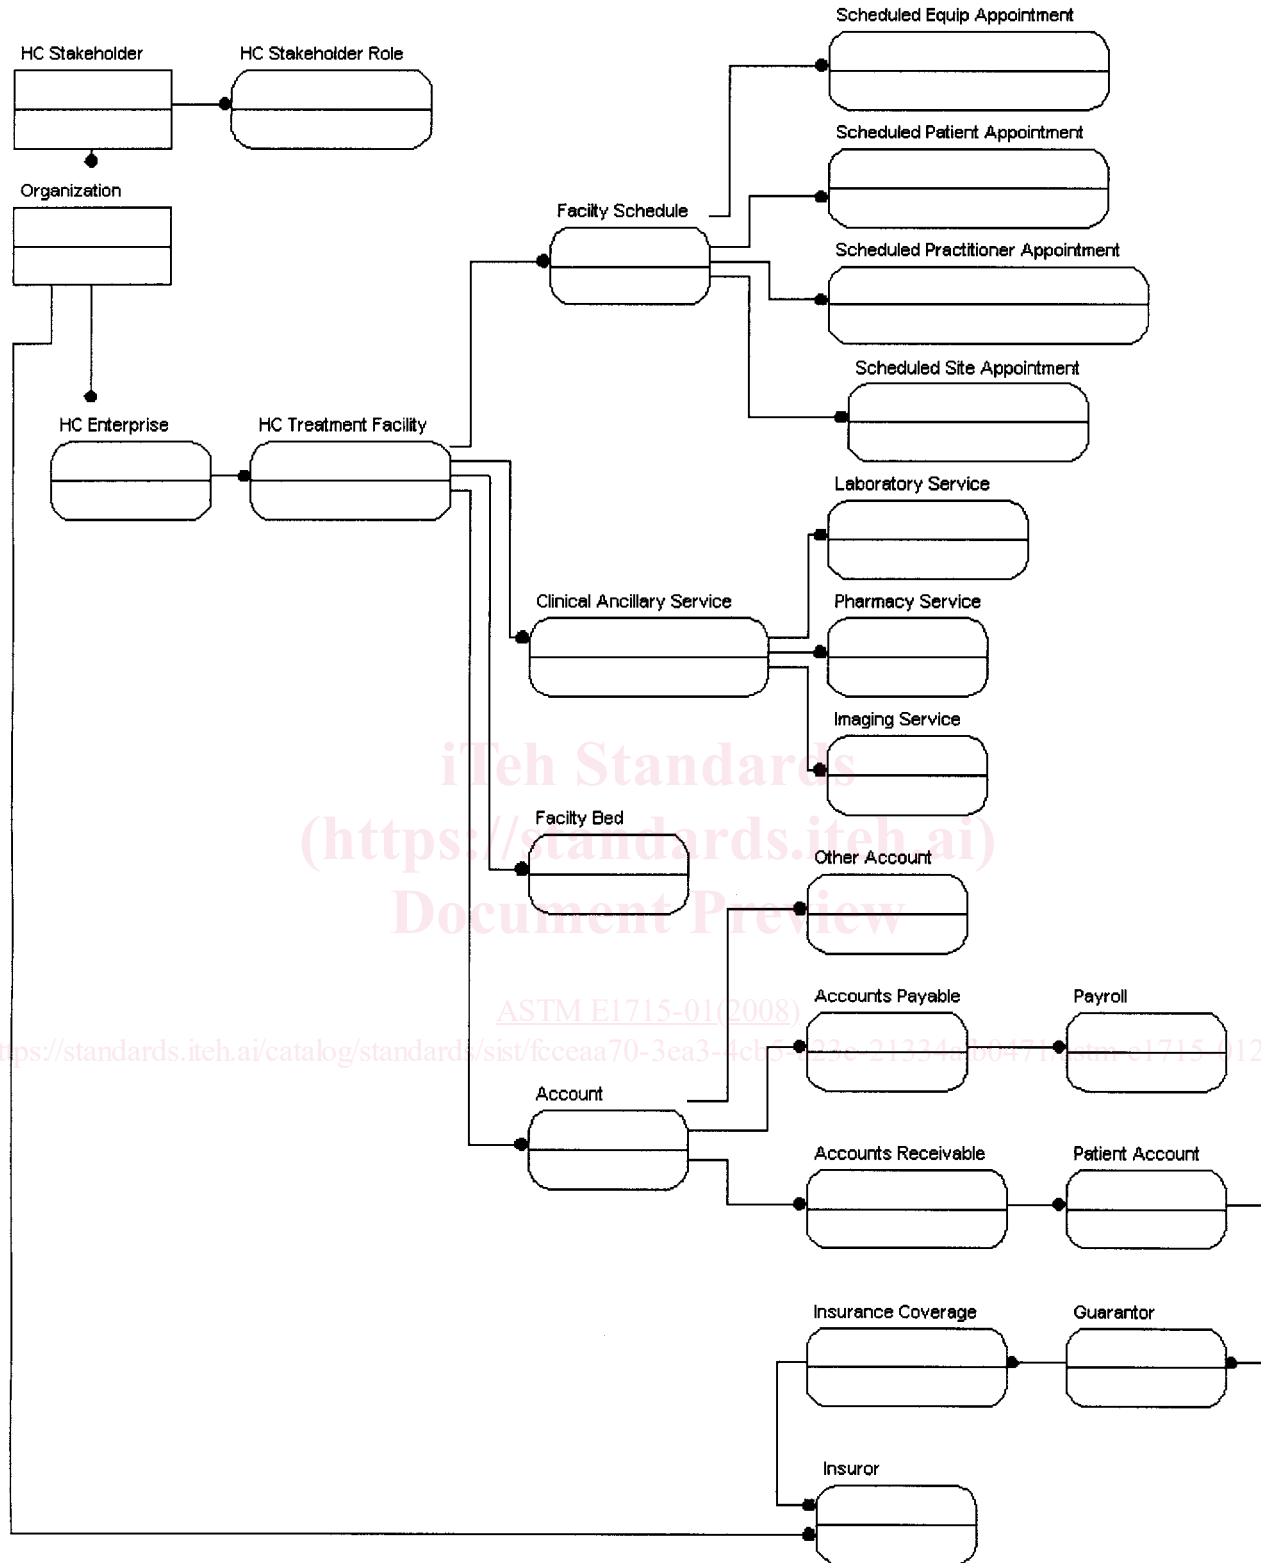 Scheduled Equip Appointment
HC Stakeholder
HC Stakeholder Role
Scheduled Patient Appointment
Organization
Facilty Schedule
Scheduled Practitioner Appointment
Scheduled Site Appointment
HC Enterprise
HC Treatment Facility
Laboratory Service
Clinical Ancillary Service
Pharmacy Service
Imaging Service
iTeh Standards
Facilty Bed
(https://standards.iteh.ai)
Other Account
Document Preview
Accounts Payable
Payroll
ASTM E1715-01(2008)
Account
Accounts Receivable
Patient Account
Insurance Coverage
Guarantor
Insuror